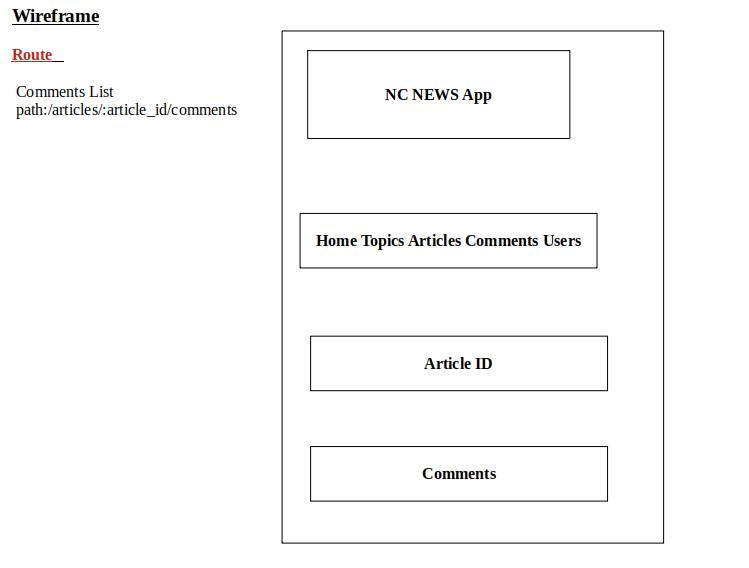 Wireframe
Route
Comments List
path:/articles/:article_id/comments
NC NEWS App
Home Topics Articles Comments Users
Article ID
Comments